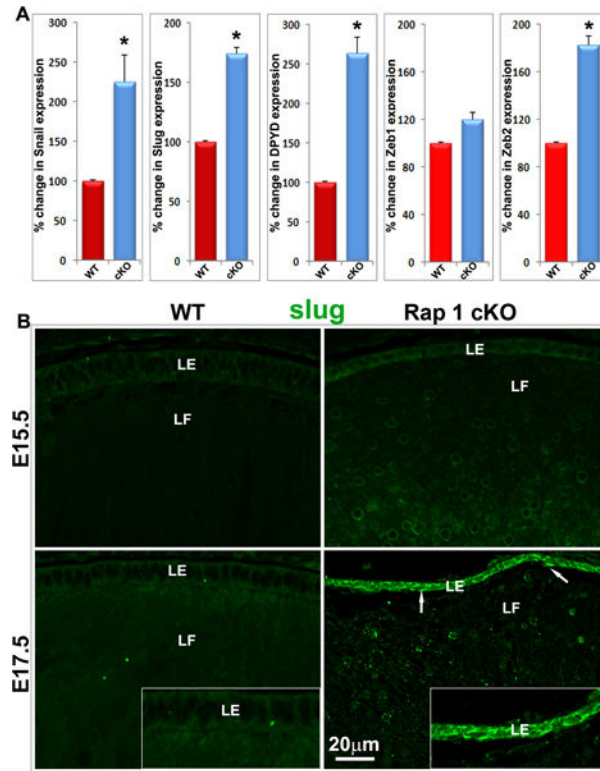 A
% change in Snail expression
300
250
200
150
100
50
0
*
WT
cKO
% change in Slug expression
200
150
100
50
0
*
WT
cKO
% change in DPYD expression
300
250
200
150
100
50
0
*
WT
cKO
% change in Zeb1 expression
200
160
120
80
40
0
WT
cKO
% change in Zeb2 expression
200
160
120
80
40
0
*
WT
cKO
B
WT slug Rap 1 cKO
E15.5
LE
LF
LE
LF
E17.5
LE
LF
LE
LE
LF
LE
20μm